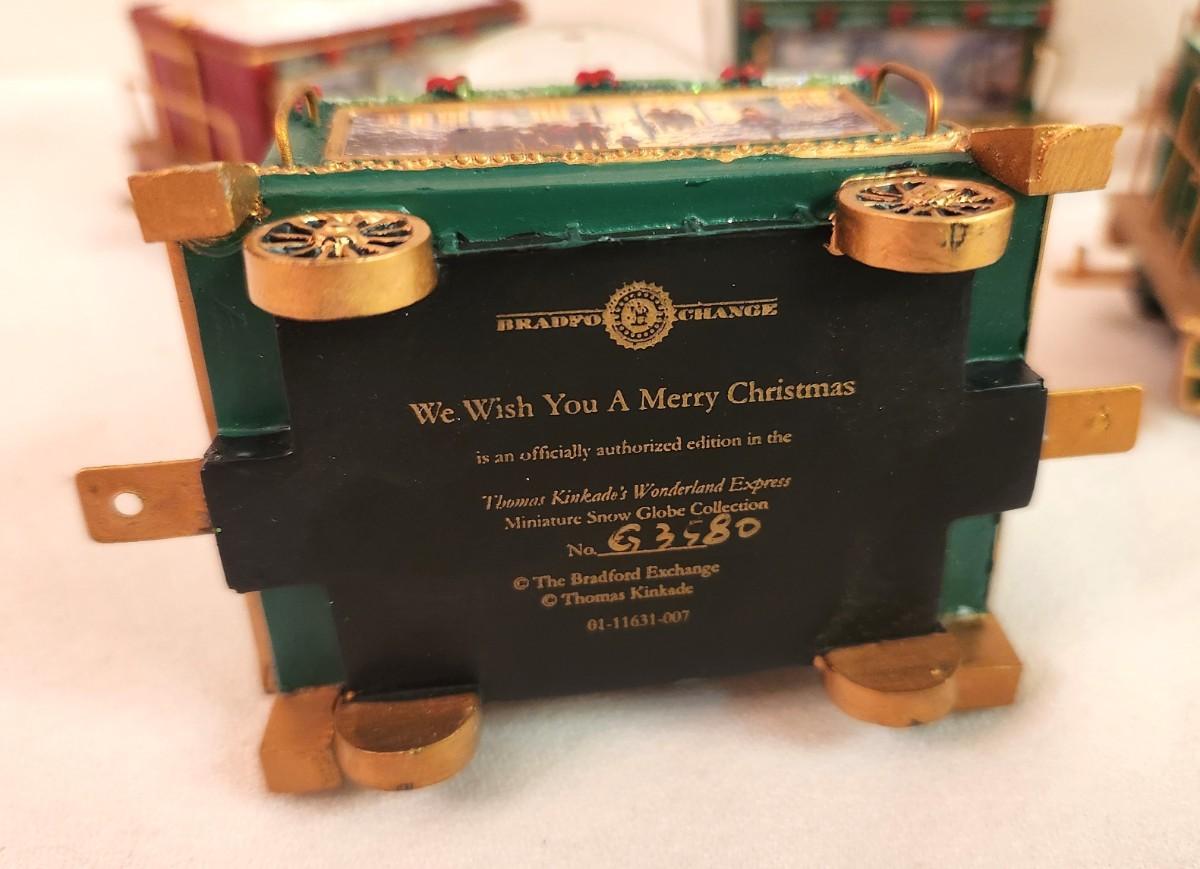 BRADFO CHANGE
We Wish You A Merry Christmas
is an officially authorized edition in the
Thomas Kinkade's Wonderland Express
Miniature Snow Globe Collection
No. G3580
© The Bradford Exchange
© Thomas Kinkade
01-11631-007